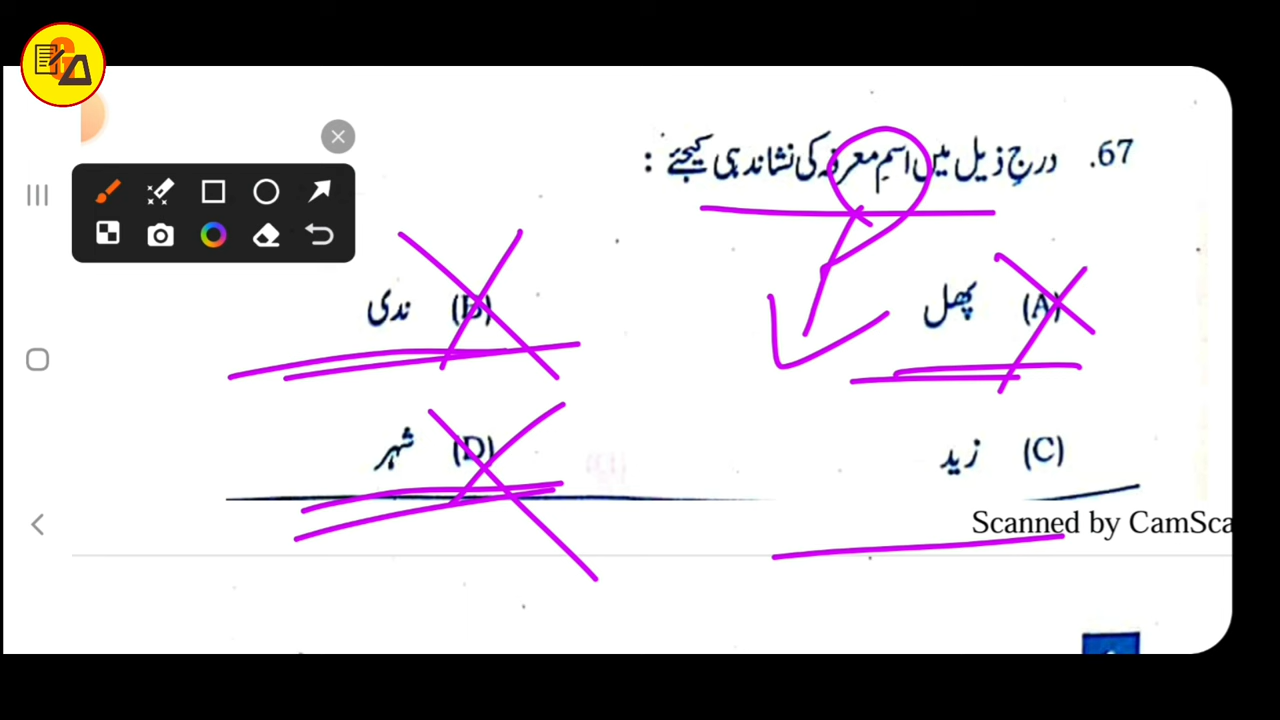 67. درجِ ذیل میں اسمِ معرفہ کی نشاندہی کیجئے :
(A) پھل (B) ندی
(C) زید (D) شہر
Scanned by CamSca